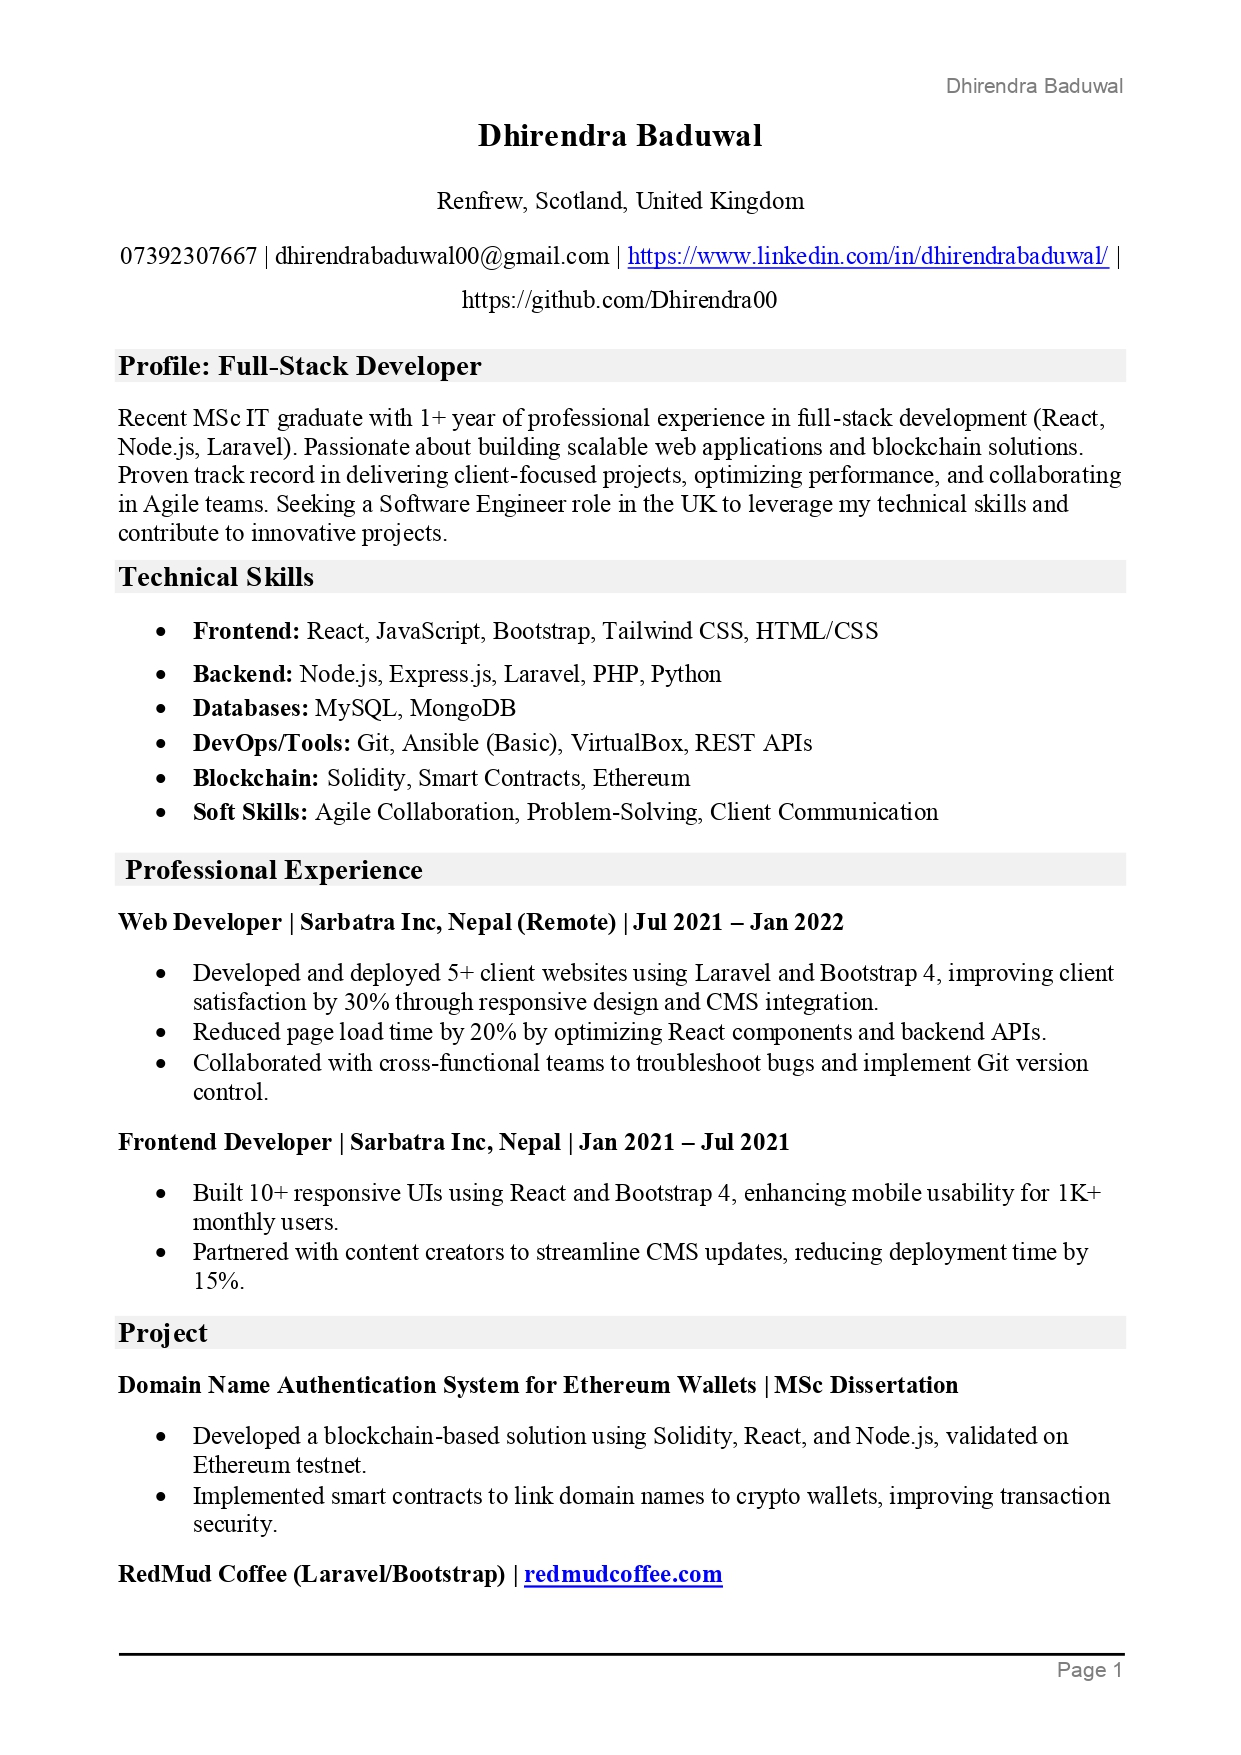 Dhirendra Baduwal
Dhirendra Baduwal
Renfrew, Scotland, United Kingdom
07392307667 | dhirendrabaduwal00@gmail.com | https://www.linkedin.com/in/dhirendrabaduwal/ |
https://github.com/Dhirendra00
Profile: Full-Stack Developer
Recent MSc IT graduate with 1+ year of professional experience in full-stack development (React,
Node.js, Laravel). Passionate about building scalable web applications and blockchain solutions.
Proven track record in delivering client-focused projects, optimizing performance, and collaborating
in Agile teams. Seeking a Software Engineer role in the UK to leverage my technical skills and
contribute to innovative projects.
Technical Skills
• Frontend: React, JavaScript, Bootstrap, Tailwind CSS, HTML/CSS
• Backend: Node.js, Express.js, Laravel, PHP, Python
• Databases: MySQL, MongoDB
• DevOps/Tools: Git, Ansible (Basic), VirtualBox, REST APIs
• Blockchain: Solidity, Smart Contracts, Ethereum
• Soft Skills: Agile Collaboration, Problem-Solving, Client Communication
Professional Experience
Web Developer | Sarbatra Inc, Nepal (Remote) | Jul 2021 – Jan 2022
• Developed and deployed 5+ client websites using Laravel and Bootstrap 4, improving client
satisfaction by 30% through responsive design and CMS integration.
• Reduced page load time by 20% by optimizing React components and backend APIs.
• Collaborated with cross-functional teams to troubleshoot bugs and implement Git version
control.
Frontend Developer | Sarbatra Inc, Nepal | Jan 2021 – Jul 2021
• Built 10+ responsive UIs using React and Bootstrap 4, enhancing mobile usability for 1K+
monthly users.
• Partnered with content creators to streamline CMS updates, reducing deployment time by
15%.
Project
Domain Name Authentication System for Ethereum Wallets | MSc Dissertation
• Developed a blockchain-based solution using Solidity, React, and Node.js, validated on
Ethereum testnet.
• Implemented smart contracts to link domain names to crypto wallets, improving transaction
security.
RedMud Coffee (Laravel/Bootstrap) | redmudcoffee.com
Page 1